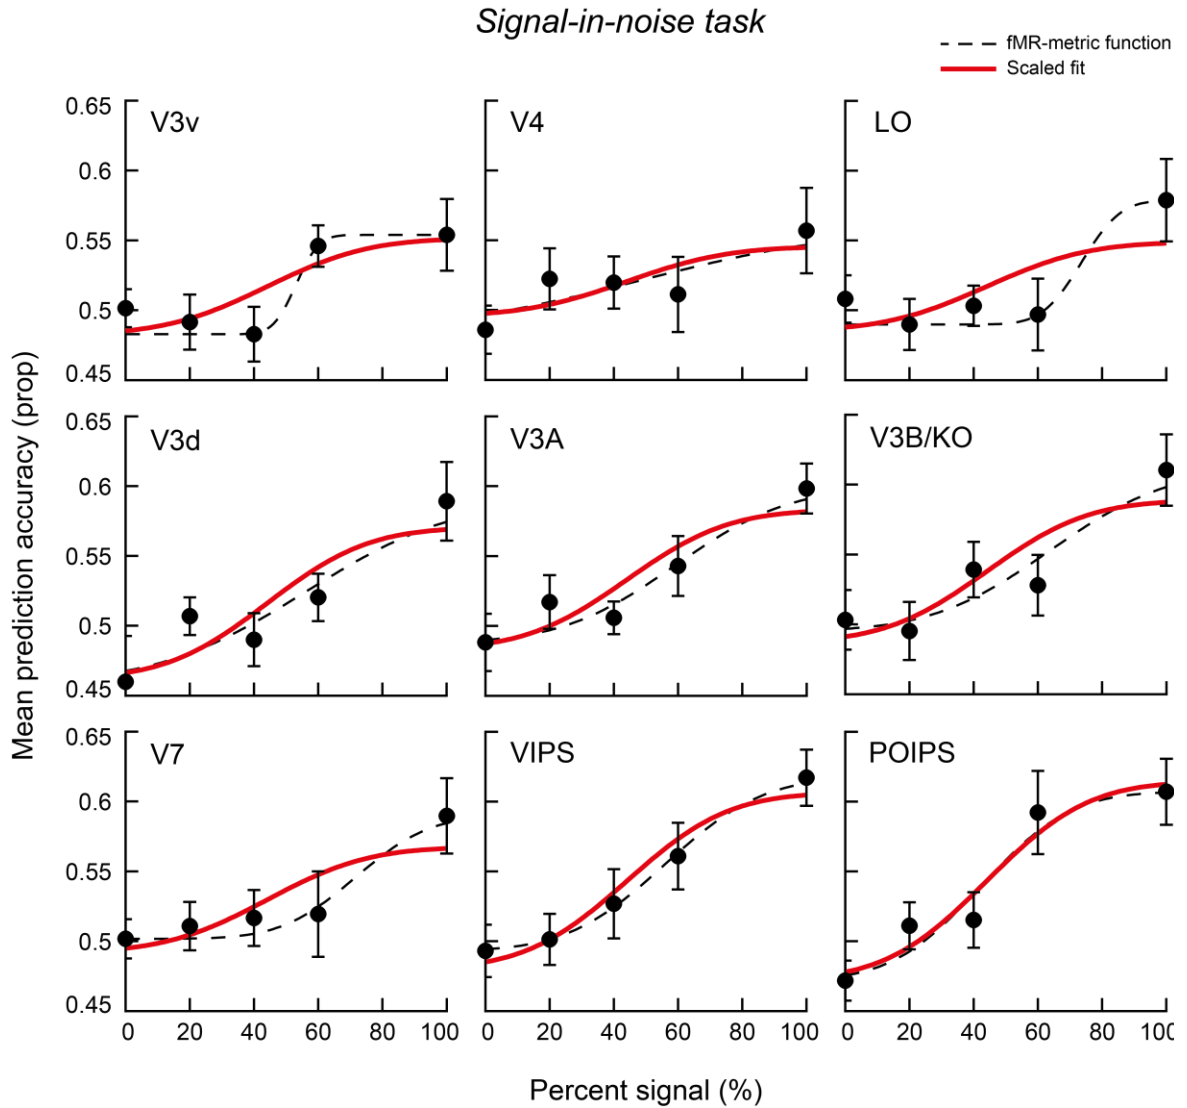 Signal-in-noise task
fMR-metric function
Scaled fit
Mean prediction accuracy (prop)
0.65
0.6
0.55
0.5
0.45
V3v
V4
LO
0.65
0.6
0.55
0.5
0.45
V3d
V3A
V3B/KO
0.65
0.6
0.55
0.5
0.45
V7
VIPS
POIPS
0 20 40 60 80 100 0 20 40 60 80 100 0 20 40 60 80 100
Percent signal (%)